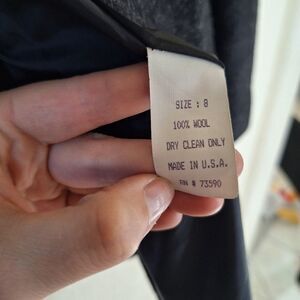 SIZE : 8
100% WOOL
DRY CLEAN ONLY
MADE IN U.S.A.
RN # 73590